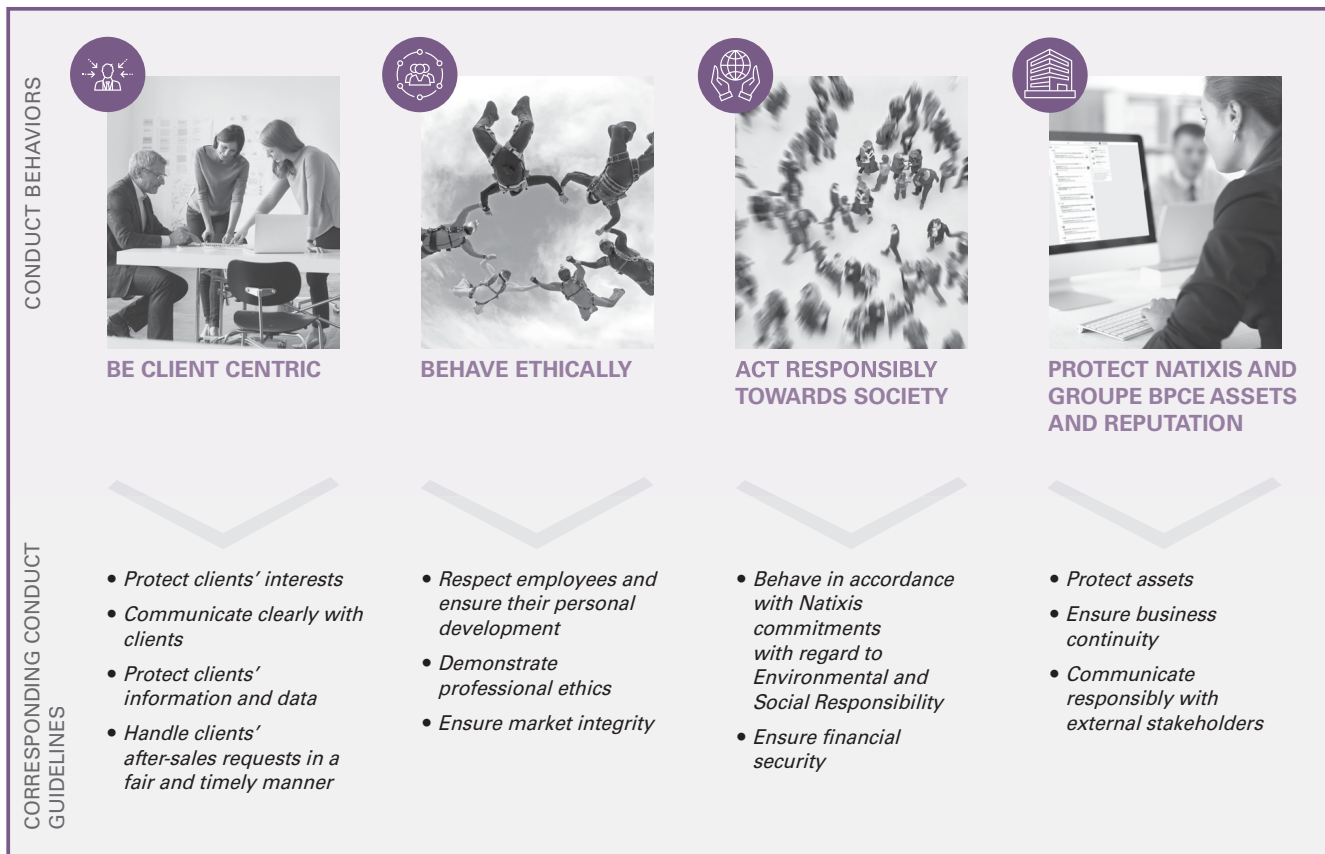 CONDUCT BEHAVIORS
BE CLIENT CENTRIC
BEHAVE ETHICALLY
ACT RESPONSIBLY
TOWARDS SOCIETY
PROTECT NATIXIS AND
GROUPE BPCE ASSETS
AND REPUTATION
CORRESPONDING CONDUCT
GUIDELINES
• Protect clients’ interests
• Communicate clearly with
clients
• Protect clients’
information and data
• Handle clients’
after-sales requests in a
fair and timely manner
• Respect employees and
ensure their personal
development
• Demonstrate
professional ethics
• Ensure market integrity
• Behave in accordance
with Natixis
commitments
with regard to
Environmental and
Social Responsibility
• Ensure financial
security
• Protect assets
• Ensure business
continuity
• Communicate
responsibly with
external stakeholders